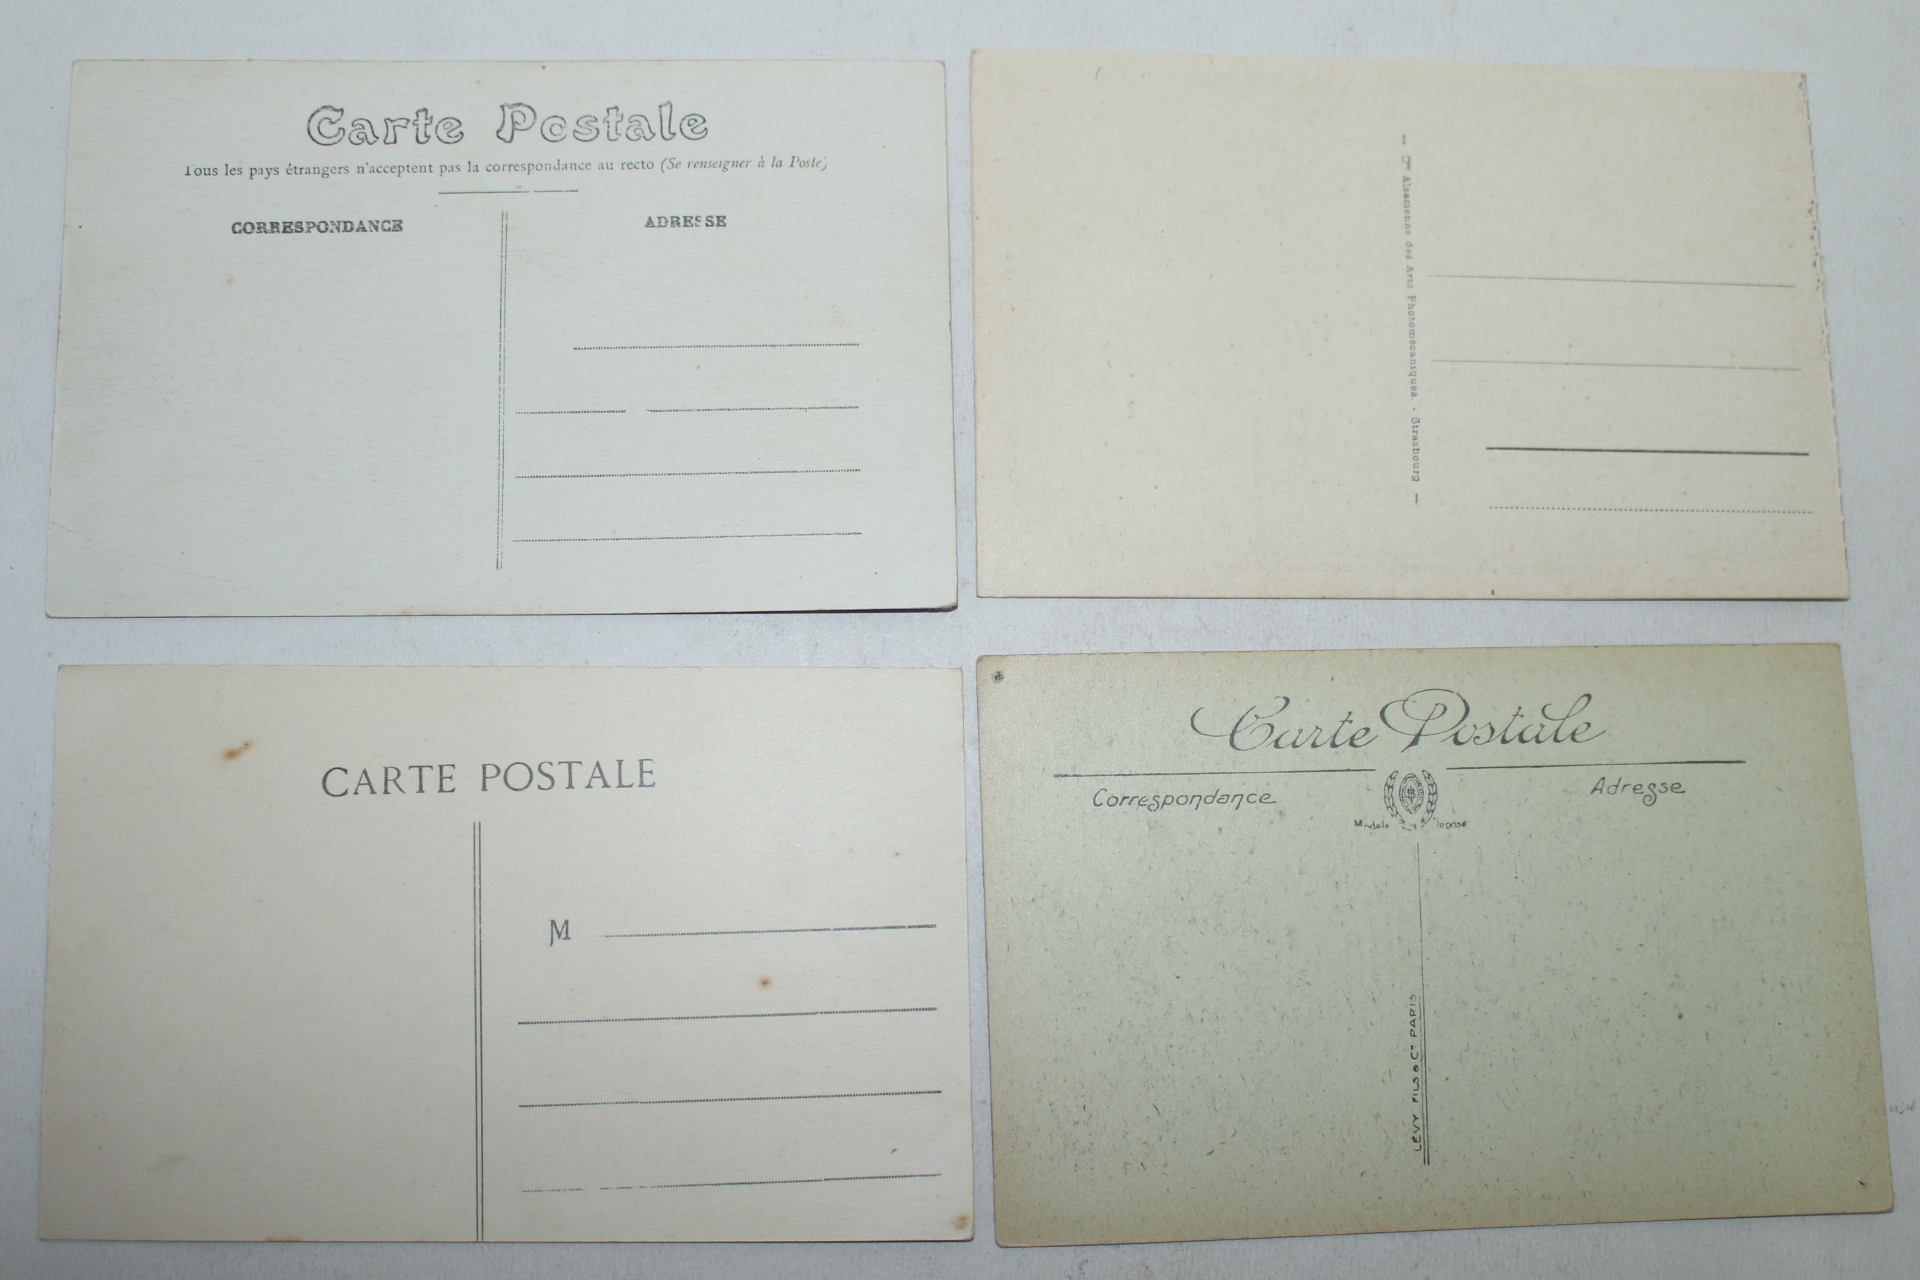 Carte Postale
Tous les pays étrangers n'acceptent pas la correspondance au recto (Se renseigner à la Poste)
CORRESPONDANCE
ADRESSE
- Cie Alsacienne des Arts Photomécaniques. - Strasbourg -
CARTE POSTALE
M
Carte Postale
Correspondance
Adresse
LÉVY FILS & Cie PARIS